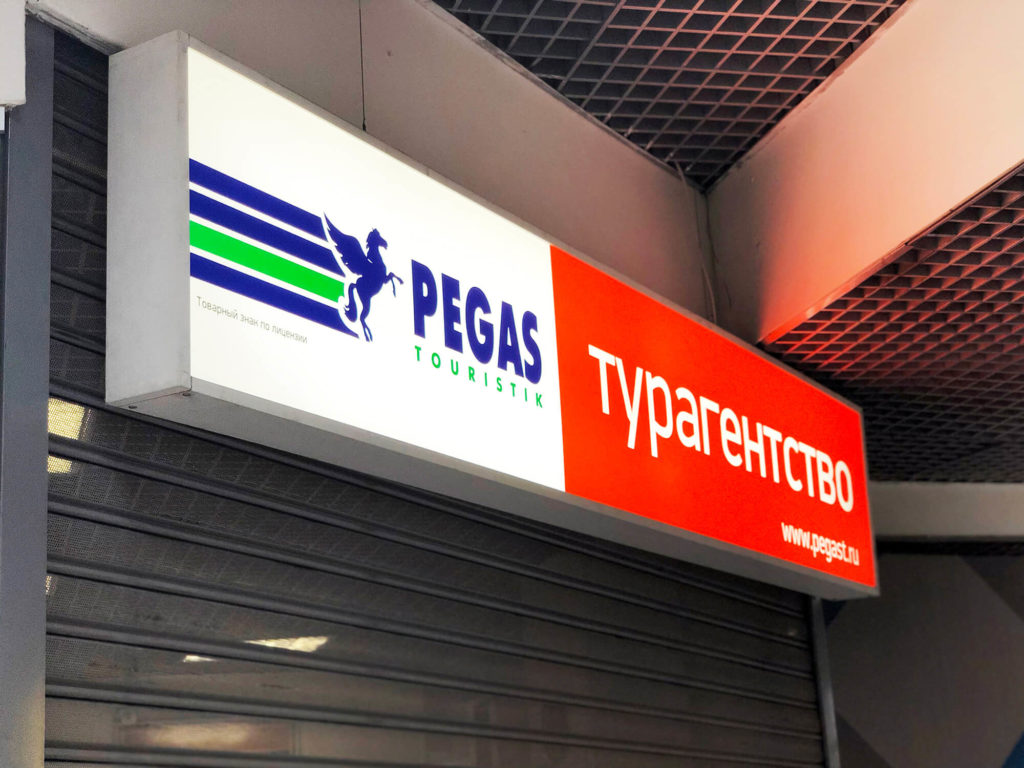 Товарный знак по лицензии
PEGAS
TOURISTIK
турагентство
www.pegast.ru